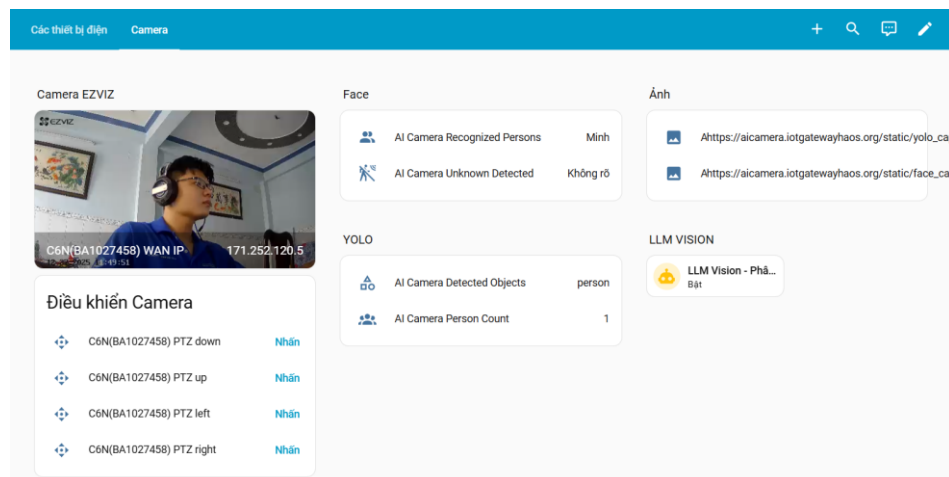 Các thiết bị điện
Camera
Camera EZVIZ
EZVIZ
C6N(BA1027458) WAN IP
171.252.120.5
Điều khiển Camera
C6N(BA1027458) PTZ down
Nhấn
C6N(BA1027458) PTZ up
Nhấn
C6N(BA1027458) PTZ left
Nhấn
C6N(BA1027458) PTZ right
Nhấn
Face
AI Camera Recognized Persons
Minh
AI Camera Unknown Detected
Không rõ
YOLO
AI Camera Detected Objects
person
AI Camera Person Count
1
Ảnh
Ahttps://aicamera.iotgatewayhaos.org/static/yolo_ca
Ahttps://aicamera.iotgatewayhaos.org/static/face_ca
LLM VISION
LLM Vision - Phâ...
Bật